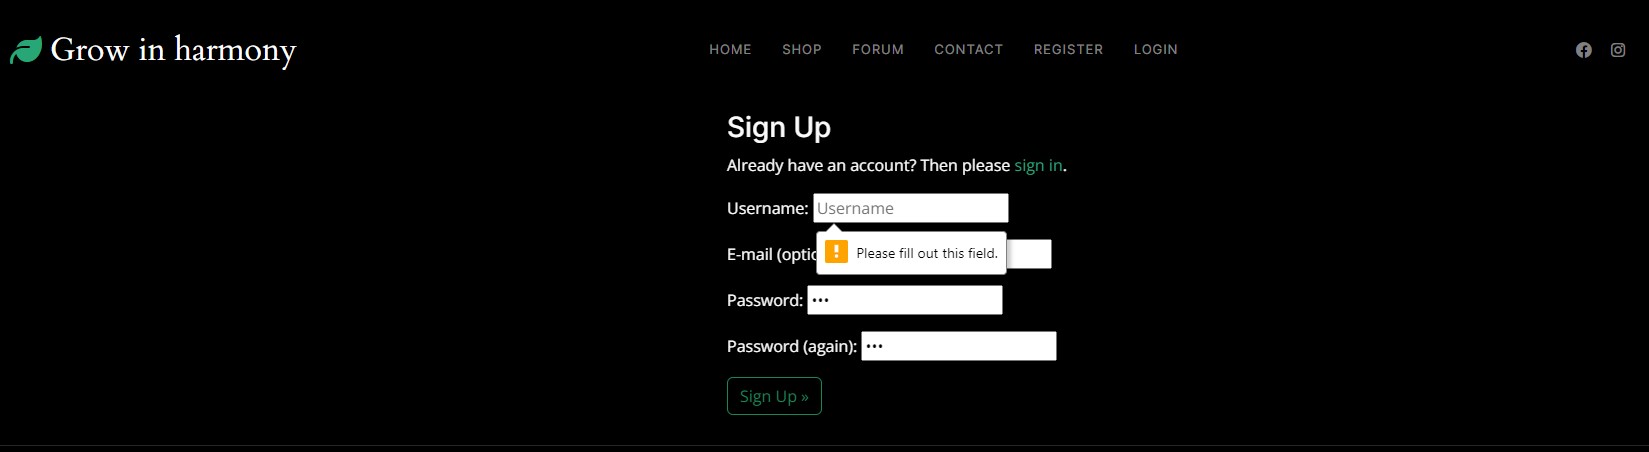 Grow in harmony
HOME SHOP FORUM CONTACT REGISTER LOGIN
Sign Up
Already have an account? Then please sign in.
Username: Username
E-mail (optic
Please fill out this field.
Password: •••
Password (again): •••
Sign Up »